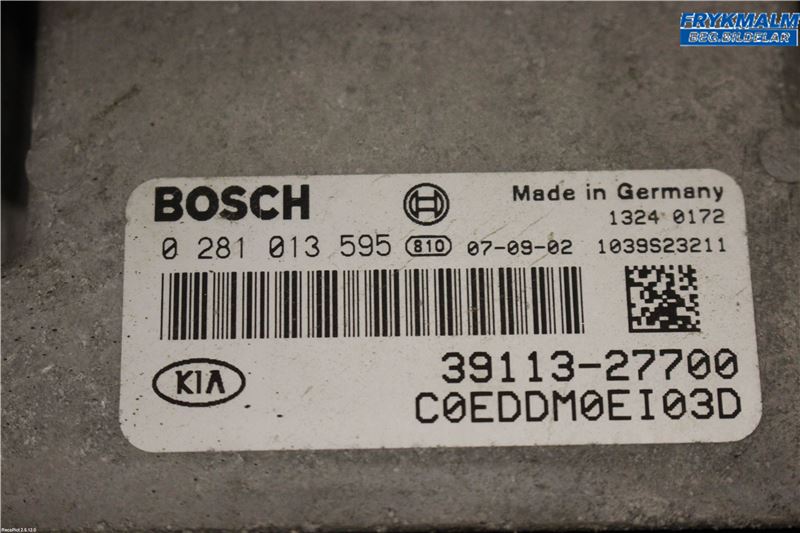 FRYKMALM
BEG.BILDELAR
BOSCH
Made in Germany
1324 0172
0 281 013 595 810 07-09-02 1039S23211
KIA
39113-27700
C0EDDM0EI03D